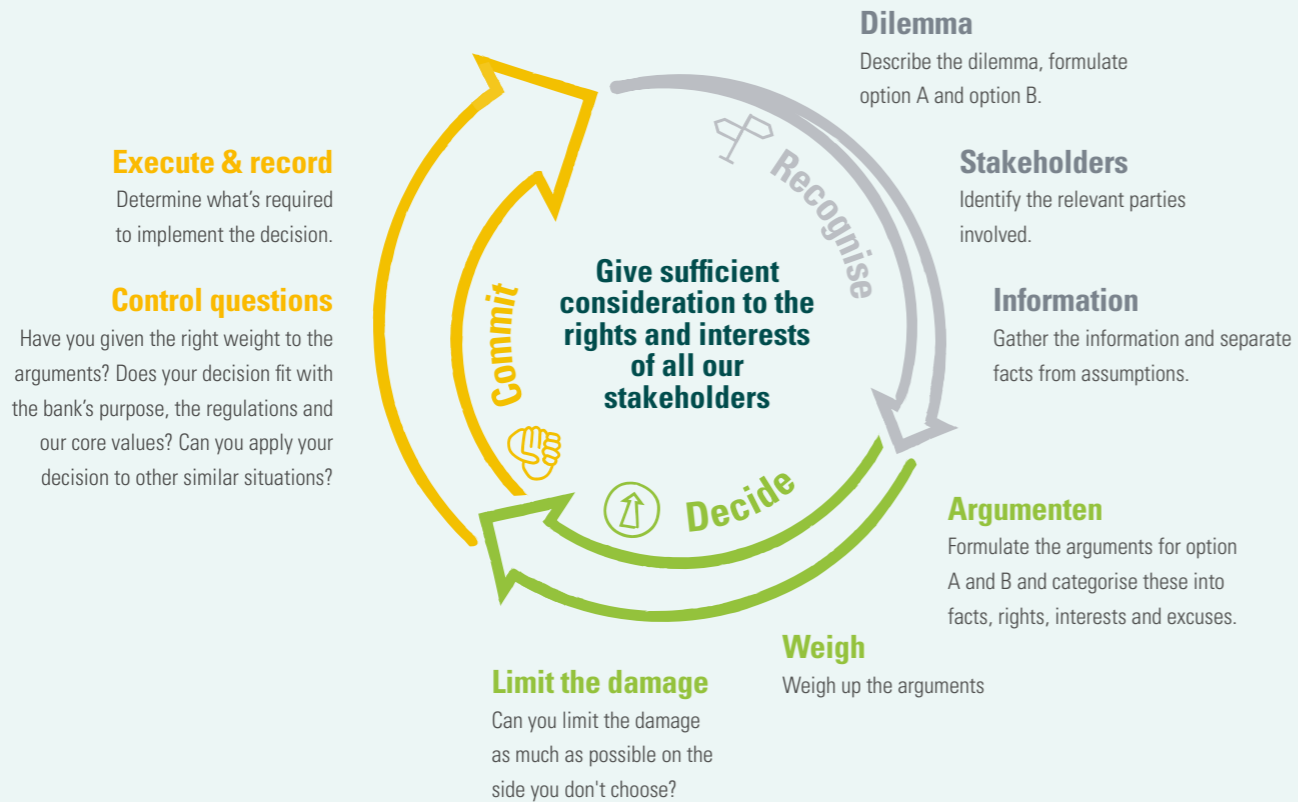 Dilemma
Describe the dilemma, formulate
option A and option B.
Stakeholders
Identify the relevant parties
involved.
Information
Gather the information and separate
facts from assumptions.
Recognise
Give sufficient
consideration to the
rights and interests
of all our
stakeholders
Argumenten
Formulate the arguments for option
A and B and categorise these into
facts, rights, interests and excuses.
Weigh
Weigh up the arguments
Limit the damage
Can you limit the damage
as much as possible on the
side you don't choose?
Decide
Commit
Control questions
Have you given the right weight to the
arguments? Does your decision fit with
the bank’s purpose, the regulations and
our core values? Can you apply your
decision to other similar situations?
Execute & record
Determine what’s required
to implement the decision.